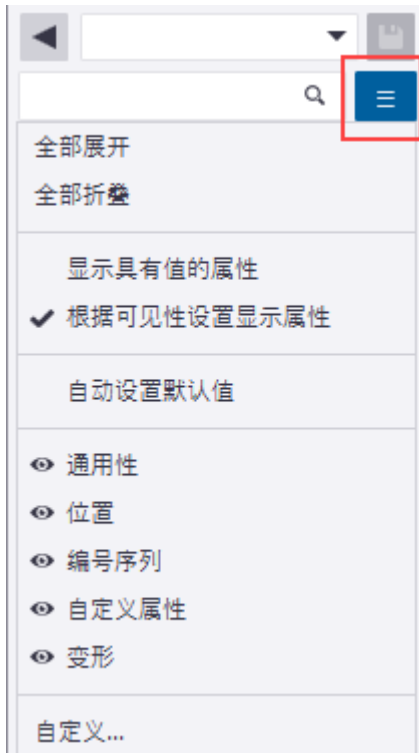 全部展开
全部折叠
显示具有值的属性
根据可见性设置显示属性
自动设置默认值
通用性
位置
编号序列
自定义属性
变形
自定义...